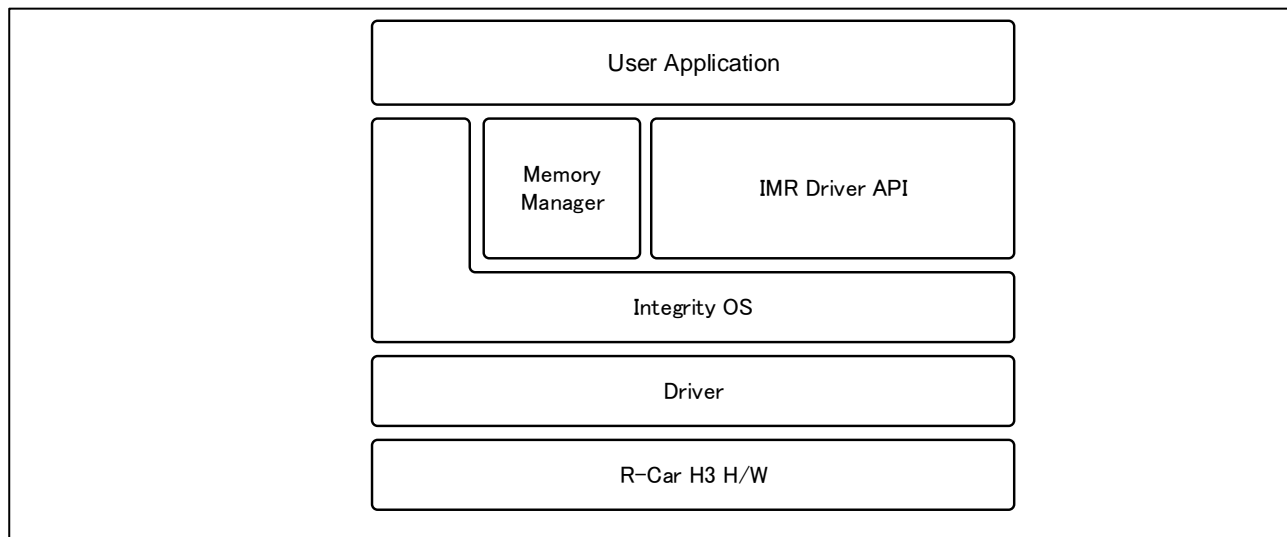 User Application
Memory
Manager
IMR Driver API
Integrity OS
Driver
R-Car H3 H/W